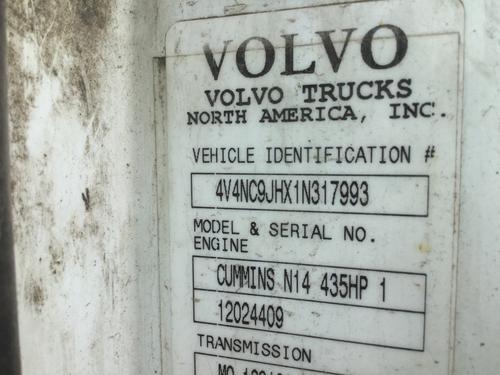 VOLVO
VOLVO TRUCKS
NORTH AMERICA, INC.
VEHICLE IDENTIFICATION #
4V4NC9JHX1N317993
MODEL & SERIAL NO.
ENGINE
CUMMINS N14 435HP 1
12024409
TRANSMISSION